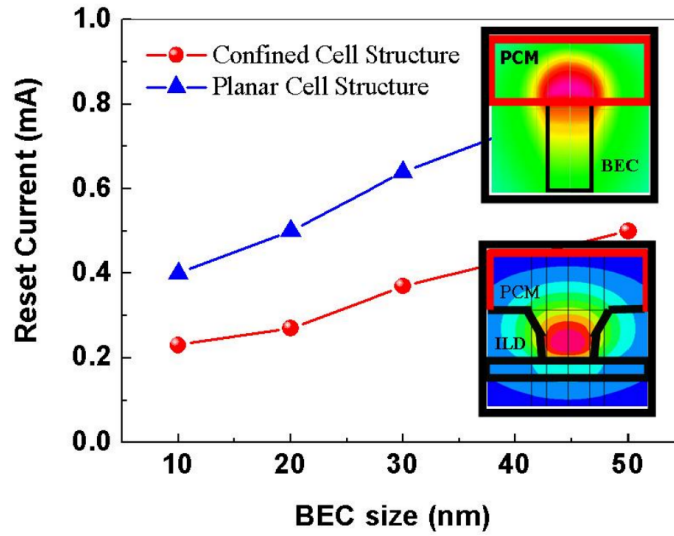 1.0
0.8
0.6
0.4
0.2
0.0
Reset Current (mA)
Confined Cell Structure
Planar Cell Structure
PCM
BEC
PCM
ILD
10
20
30
40
50
BEC size (nm)